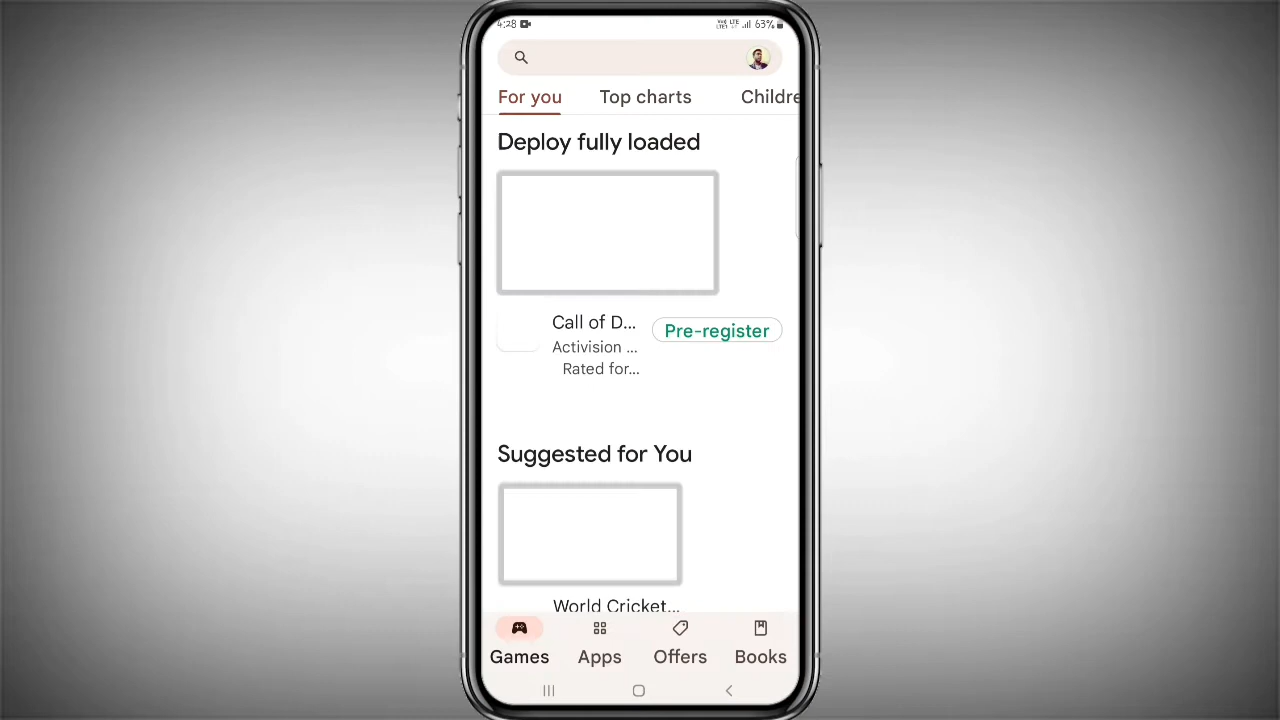 4:28
63%
For you
Top charts
Childre
Deploy fully loaded
Call of D...
Pre-register
Activision ...
Rated for...
Suggested for You
World Cricket...
Games
Apps
Offers
Books